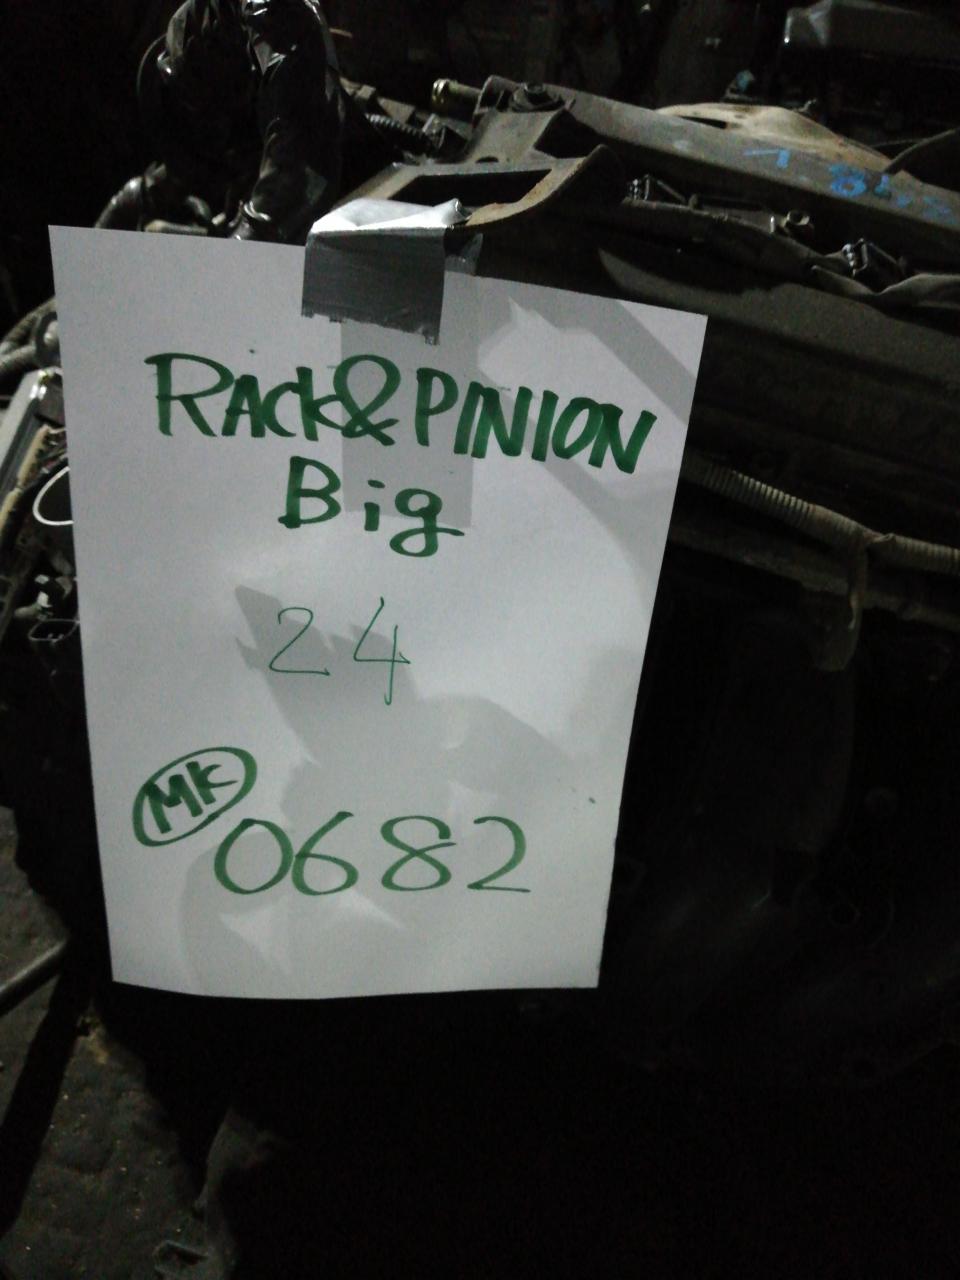 RACK&PINION
Big
24
MK
0682